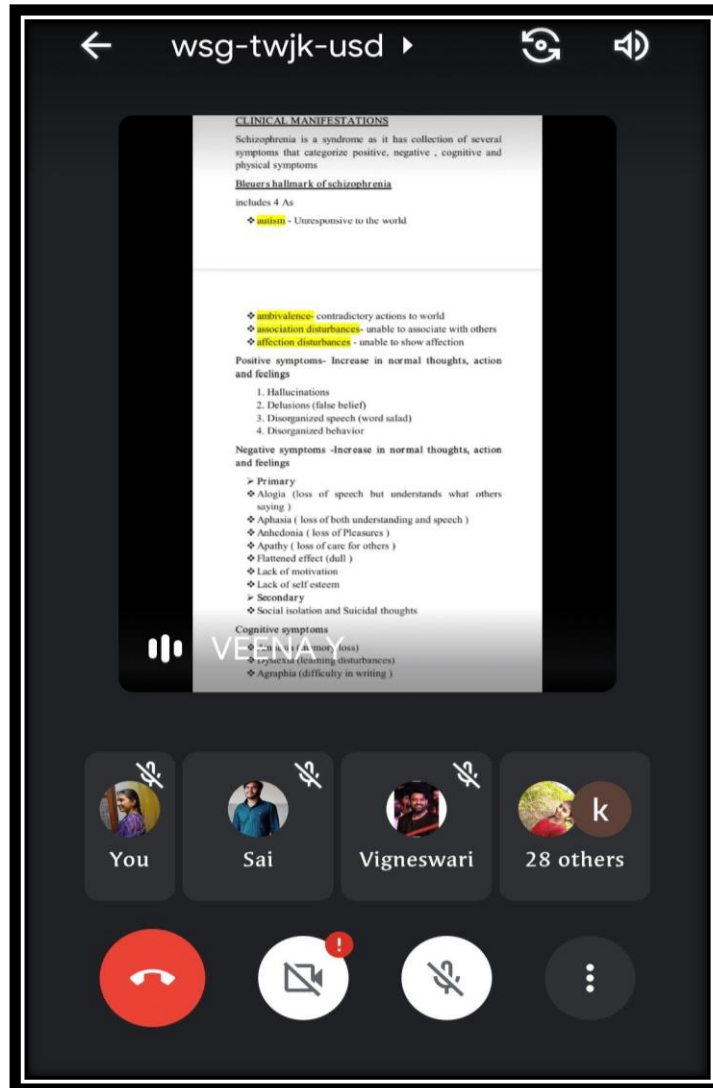 wsg-twjk-usd
CLINICAL MANIFESTATIONS
Schizophrenia is a syndrome as it has collection of several
symptoms that categorize positive, negative , cognitive and
physical symptoms
Bleuers hallmark of schizophrenia
includes 4 As
❖ autism - Unresponsive to the world
❖ ambivalence- contradictory actions to world
❖ association disturbances- unable to associate with others
❖ affection disturbances - unable to show affection
Positive symptoms- Increase in normal thoughts, action
and feelings
1. Hallucinations
2. Delusions (false belief)
3. Disorganized speech (word salad)
4. Disorganized behavior
Negative symptoms -Increase in normal thoughts, action
and feelings
➢ Primary
❖ Alogia (loss of speech but understands what others
saying )
❖ Aphasia ( loss of both understanding and speech )
❖ Anhedonia ( loss of Pleasures )
❖ Apathy ( loss of care for others )
❖ Flattened effect (dull )
❖ Lack of motivation
❖ Lack of self esteem
➢ Secondary
❖ Social isolation and Suicidal thoughts
Cognitive symptoms
loss)
VEENA Y
❖ Dyslexia (learning disturbances)
❖ Agraphia (difficulty in writing )
You
Sai
Vigneswari
k
28 others